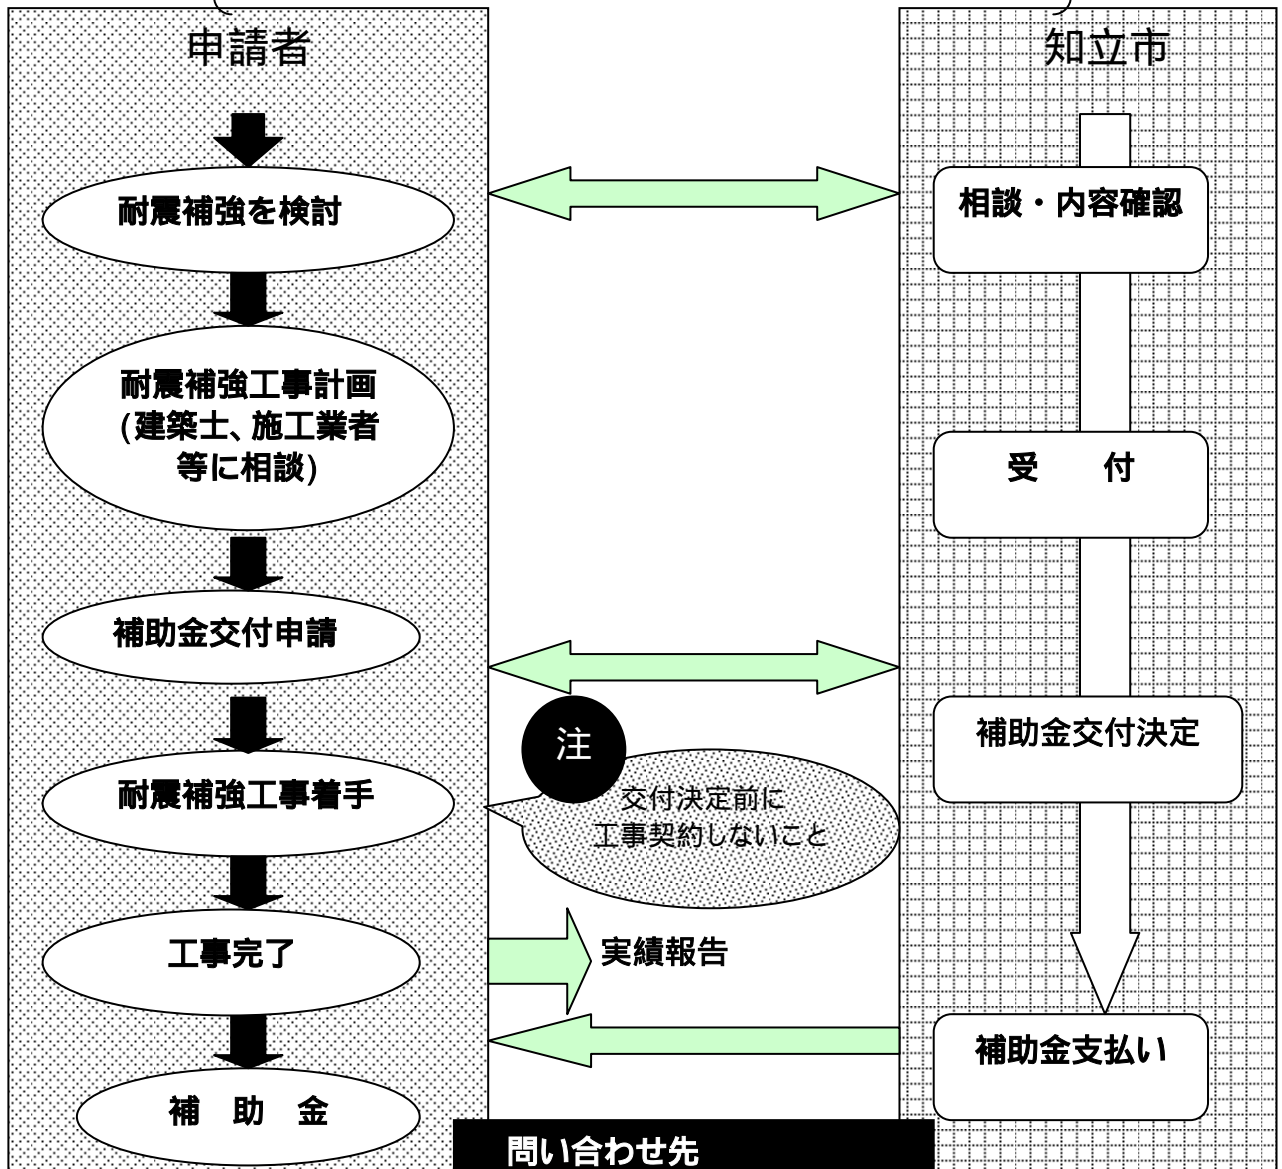 申請者
知立市
耐震補強を検討
相談・内容確認
耐震補強工事計画
(建築士、施工業者
等に相談)
受　　付
補助金交付申請
注
補助金交付決定
耐震補強工事着手
交付決定前に
工事契約しないこと
工事完了
実績報告
補助金支払い
補　助　金
問い合わせ先